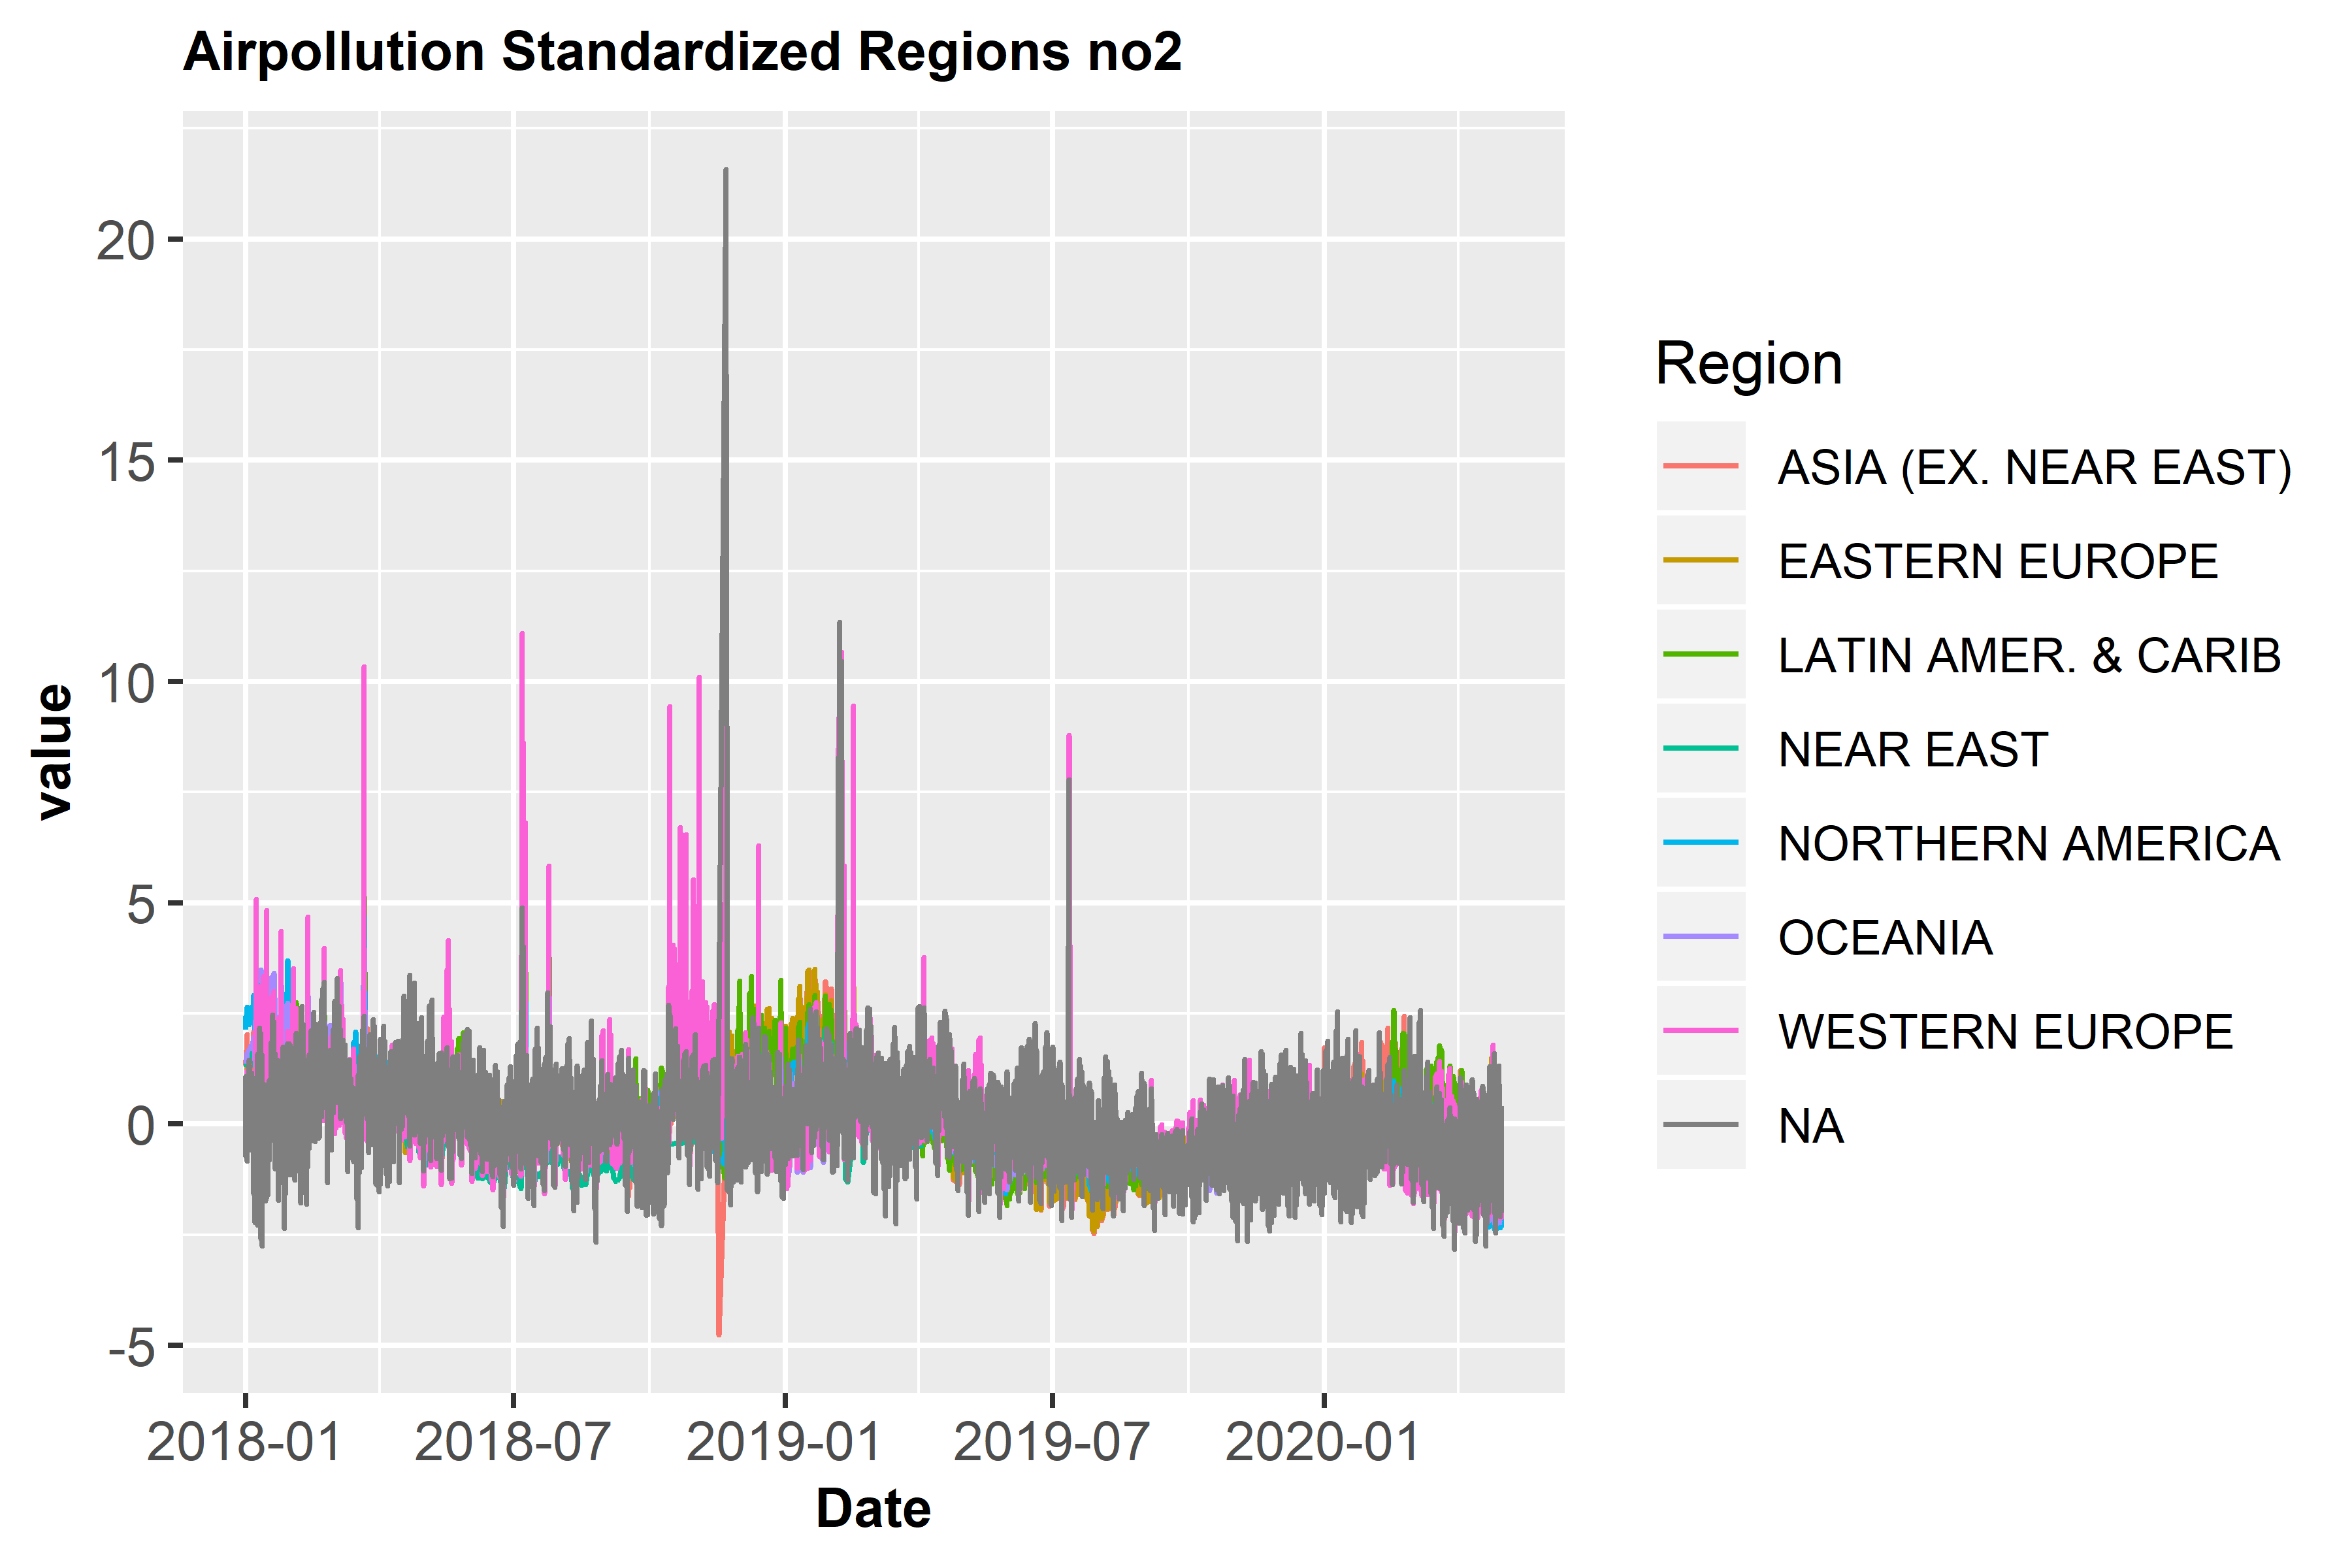 Airpollution Standardized Regions no2
20
15
10
5
0
-5
value
2018-01 2018-07 2019-01 2019-07 2020-01
Date
Region
ASIA (EX. NEAR EAST)
EASTERN EUROPE
LATIN AMER. & CARIB
NEAR EAST
NORTHERN AMERICA
OCEANIA
WESTERN EUROPE
NA